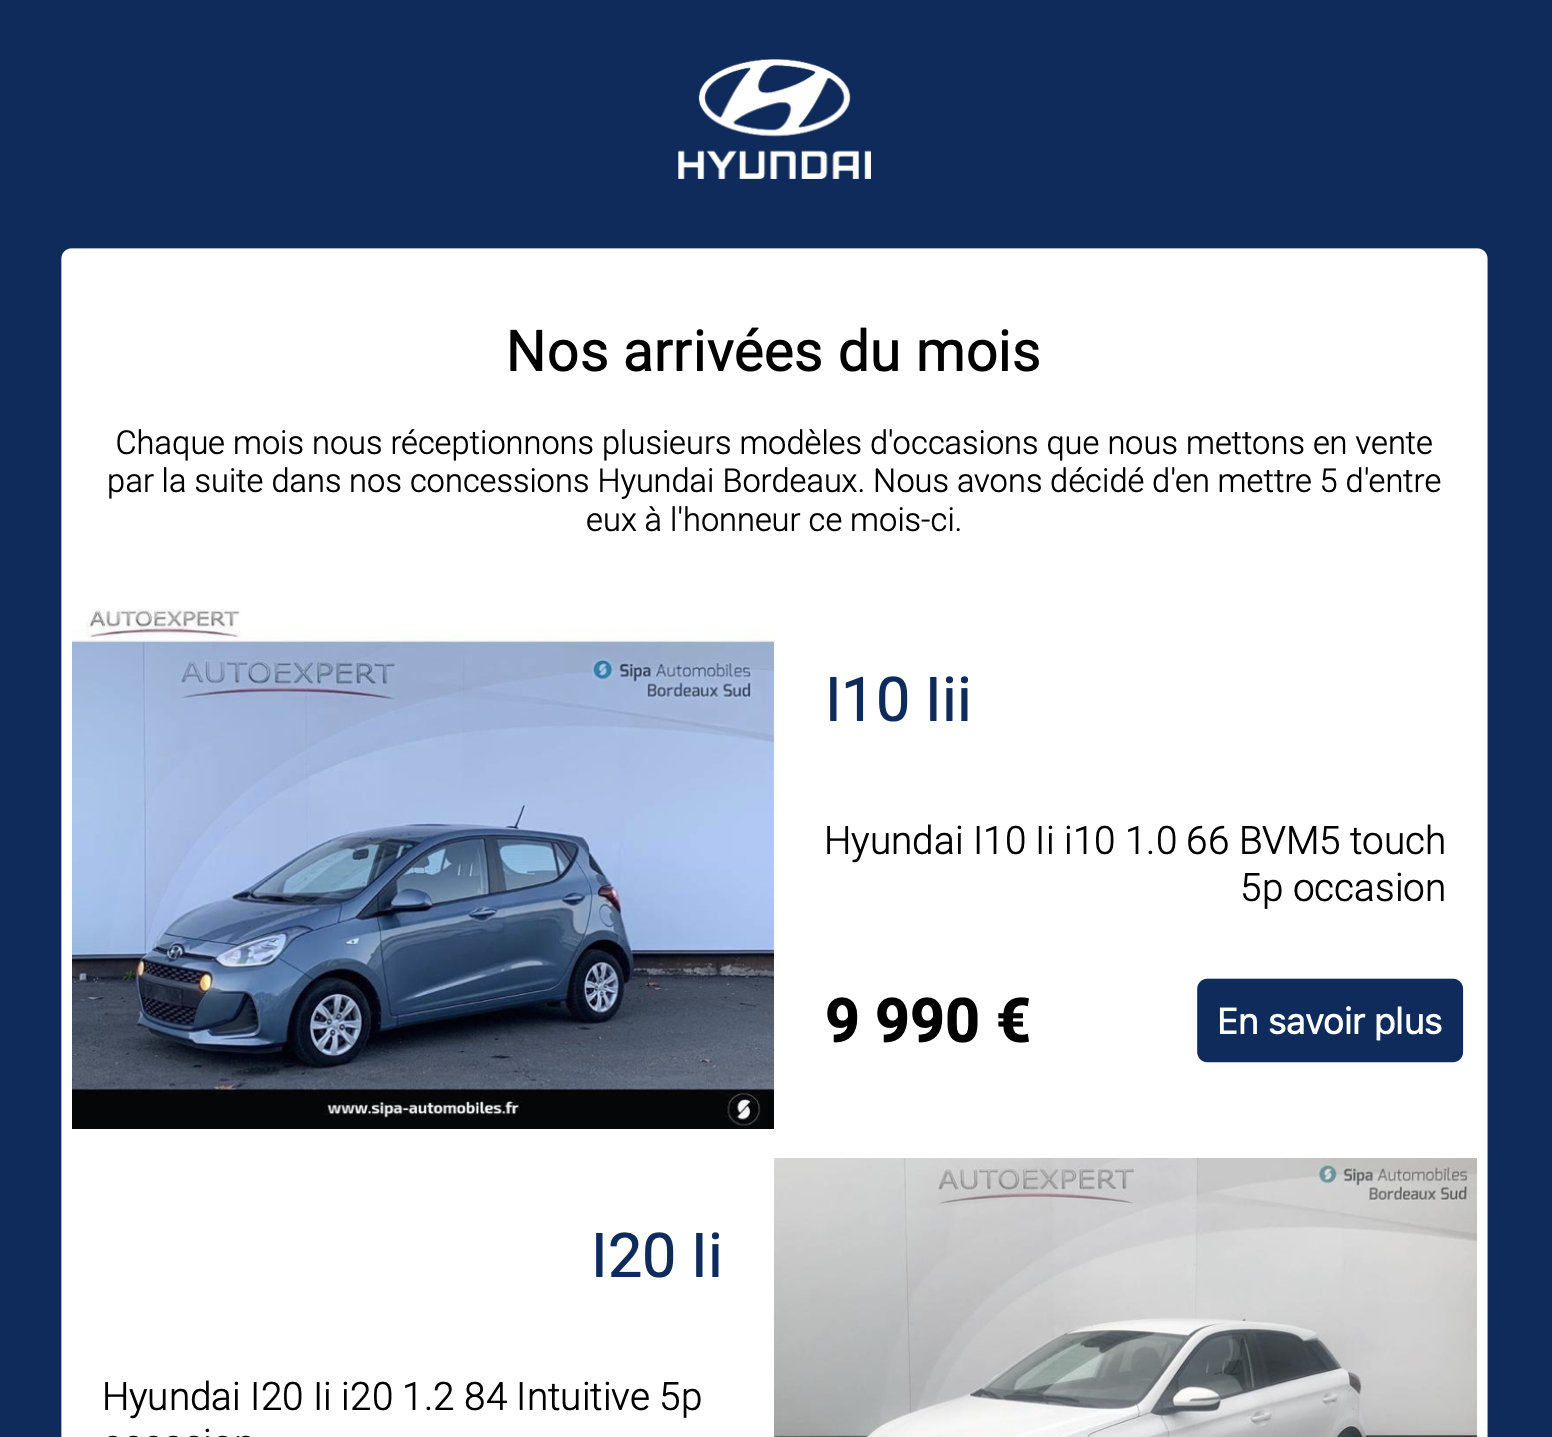 HYUNDAI
Nos arrivées du mois
Chaque mois nous réceptionnons plusieurs modèles d'occasions que nous mettons en vente
par la suite dans nos concessions Hyundai Bordeaux. Nous avons décidé d'en mettre 5 d'entre
eux à l'honneur ce mois-ci.
AUTOEXPERT
AUTOEXPERT
Sipa Automobiles
Bordeaux Sud
www.sipa-automobiles.fr
I10 Iii
Hyundai I10 Ii i10 1.0 66 BVM5 touch
5p occasion
9 990 €
En savoir plus
I20 Ii
Hyundai I20 Ii i20 1.2 84 Intuitive 5p
AUTOEXPERT
Sipa Automobiles
Bordeaux Sud